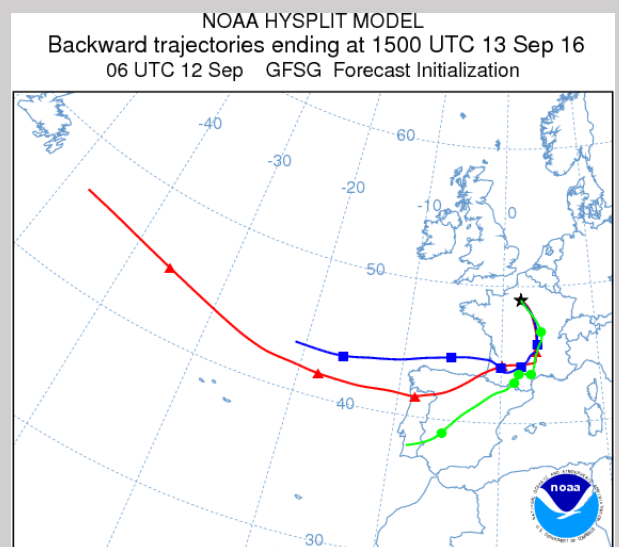 NOAA HYSPLIT MODEL
Backward trajectories ending at 1500 UTC 13 Sep 16
06 UTC 12 Sep GFSG Forecast Initialization
-40
60
-30
-20
-10
0
50
40
30
noaa